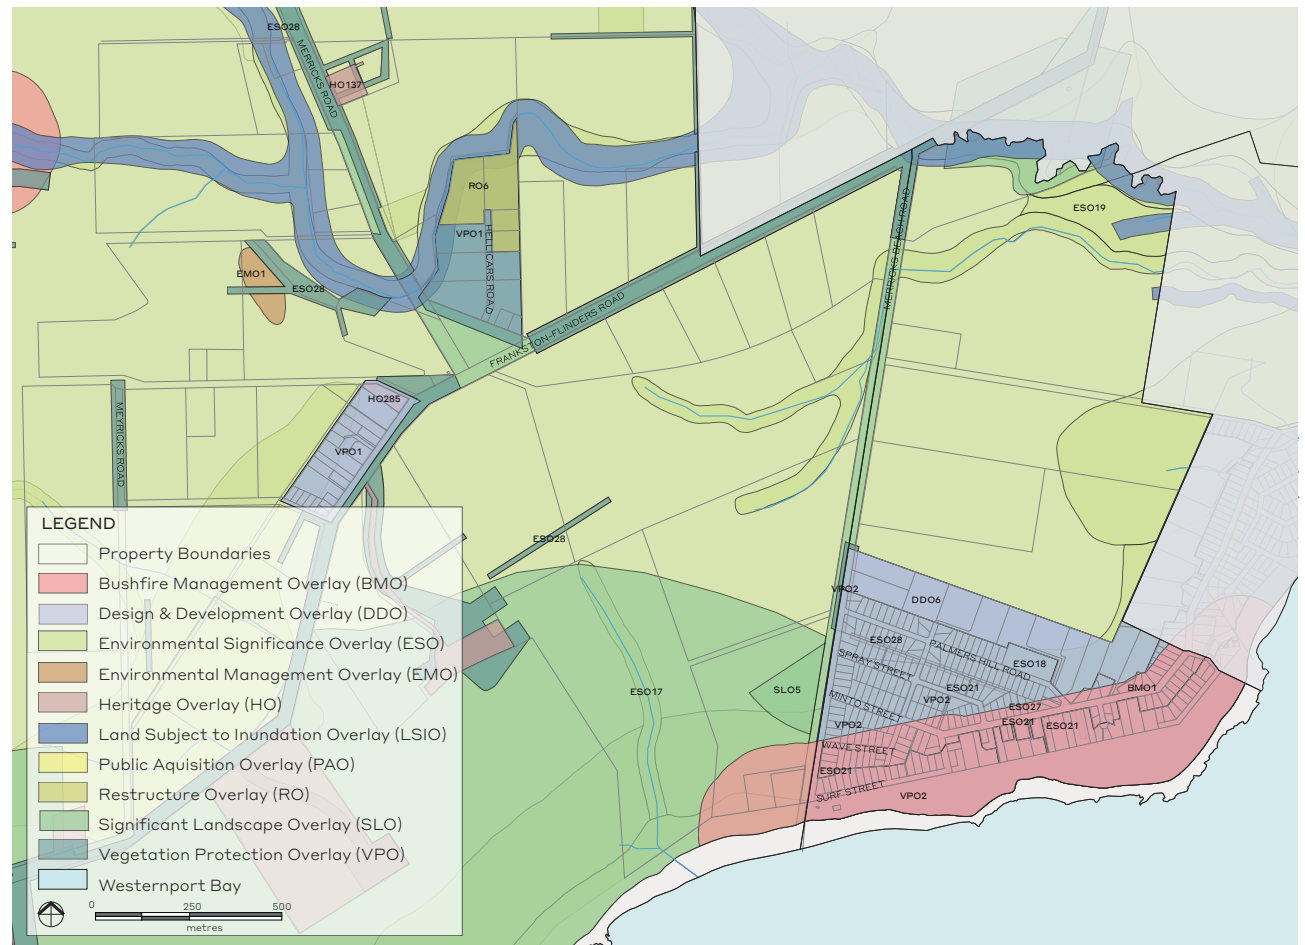 ESO28
MERRICKS ROAD
HO137
RO6
VPO1
HELLICARS ROAD
EMO1
ESO28
FRANKSTON-FLINDERS ROAD
MERRICKS BEACH ROAD
ESO19
MEYRICKS ROAD
HO285
VPO1
ESO28
ESO17
SLO5
VPO2
DDO6
ESO28
PALMERS HILL ROAD
ESO18
SPRAY STREET
ESO21
MINTO STREET
VPO2
BMO1
ESO27
VPO2
ESO21
ESO21
WAVE STREET
ESO21
SURF STREET
VPO2
LEGEND
Property Boundaries
Bushfire Management Overlay (BMO)
Design & Development Overlay (DDO)
Environmental Significance Overlay (ESO)
Environmental Management Overlay (EMO)
Heritage Overlay (HO)
Land Subject to Inundation Overlay (LSIO)
Public Aquisition Overlay (PAO)
Restructure Overlay (RO)
Significant Landscape Overlay (SLO)
Vegetation Protection Overlay (VPO)
Westernport Bay
0 250 500
metres